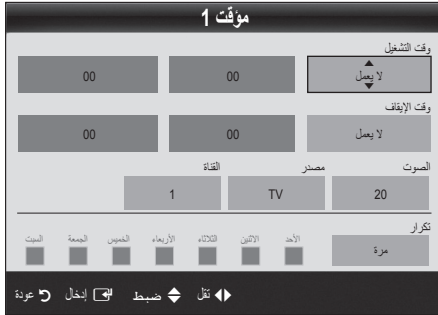 مؤقت 1
وقت التشغيل
لا يعمل 00 00
وقت الإيقاف
لا يعمل 00 00
الصوت مصدر القناة
20 TV 1
تكرار
الأحد الاثنين الثلاثاء الأربعاء الخميس الجمعة السبت
مرة
نقل ضبط إدخال عودة